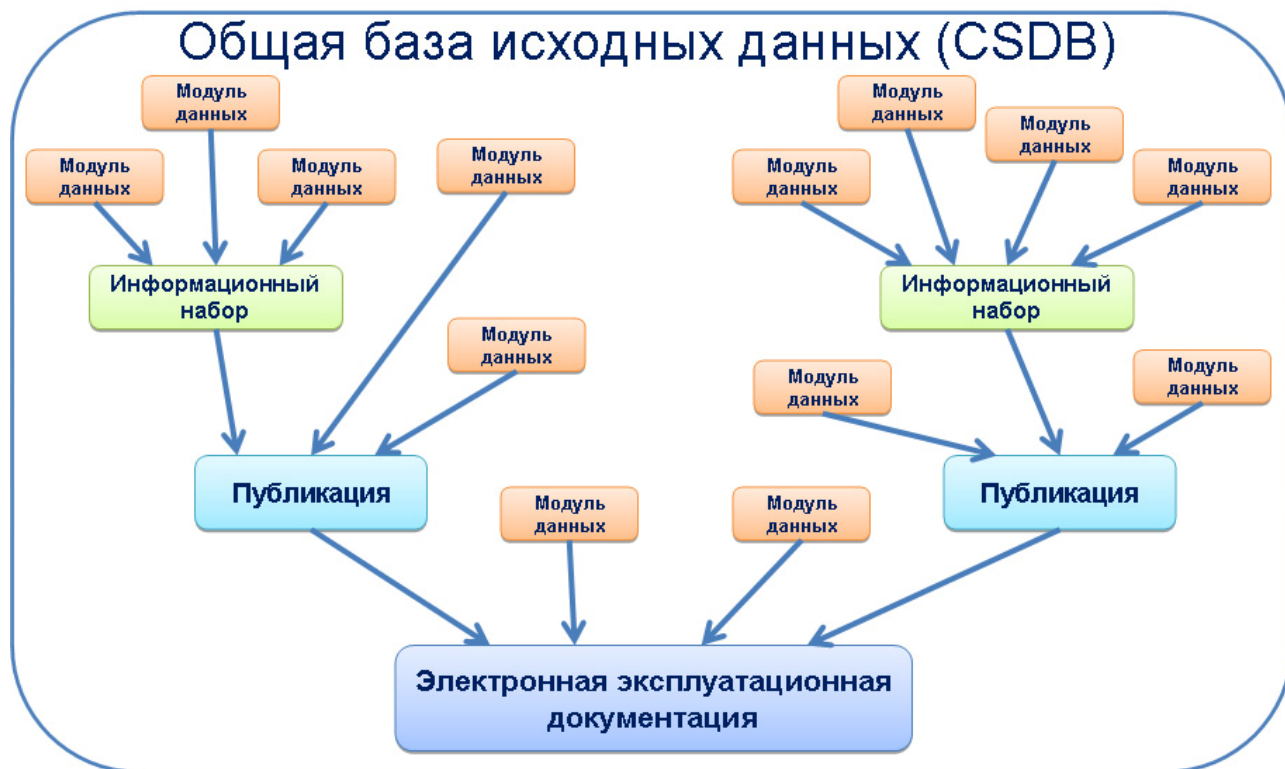 Общая база исходных данных (CSDB)
Модуль
данных
Модуль
данных
Модуль
данных
Модуль
данных
Модуль
данных
Модуль
данных
Модуль
данных
Модуль
данных
Информационный
набор
Информационный
набор
Модуль
данных
Модуль
данных
Модуль
данных
Публикация
Публикация
Модуль
данных
Модуль
данных
Электронная эксплуатационная
документация